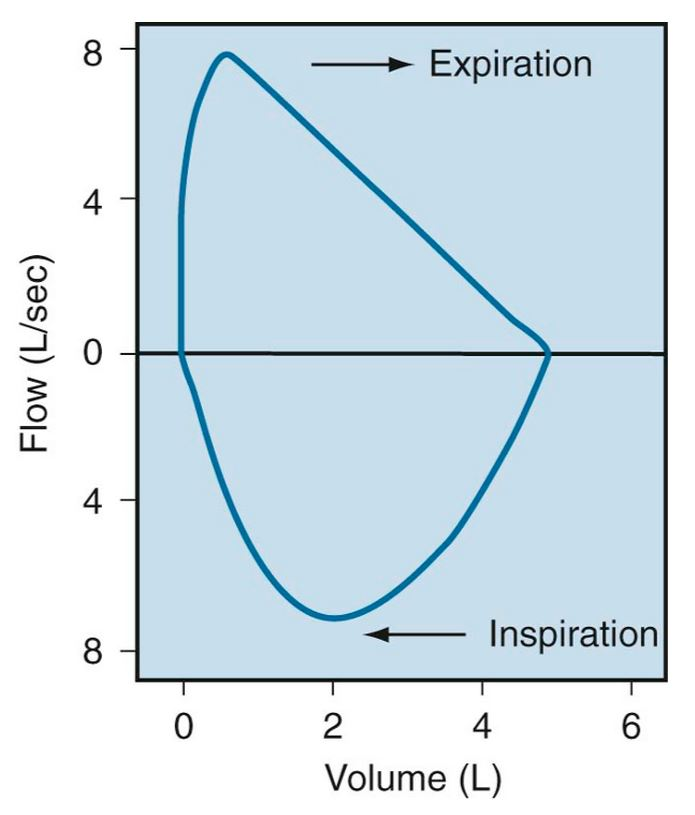 8
Expiration
4
Flow (L/sec)
0
4
Inspiration
8
0 2 4 6
Volume (L)